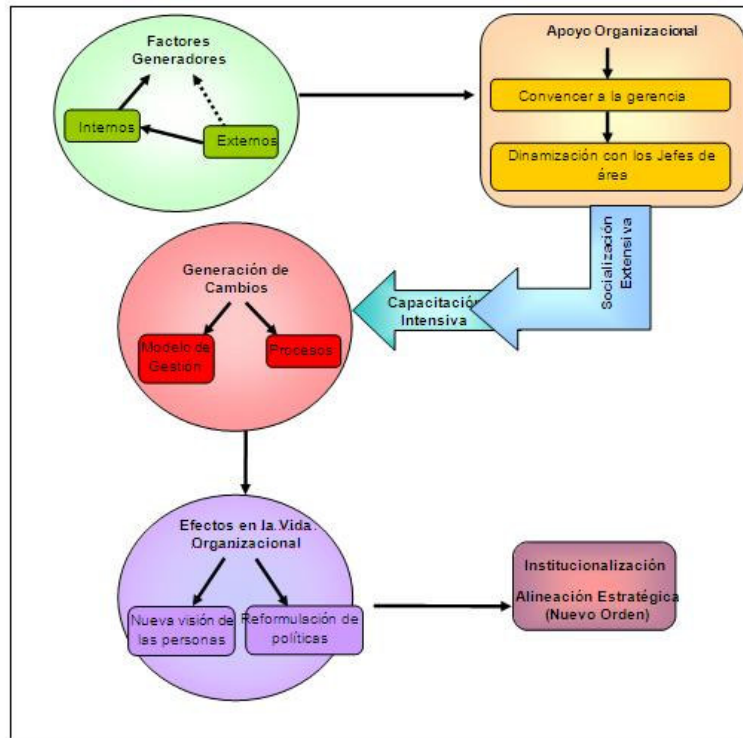 Factores
Generadores
Internos
Externos
Apoyo Organizacional
Convencer a la gerencia
Dinamización con los Jefes de
área
Socialización
Extensiva
Capacitación
Intensiva
Generación de
Cambios
Modelo de
Gestión
Procesos
Efectos en la Vida
Organizacional
Nueva visión de
las personas
Reformulación de
políticas
Institucionalización
Alineación Estratégica
(Nuevo Orden)